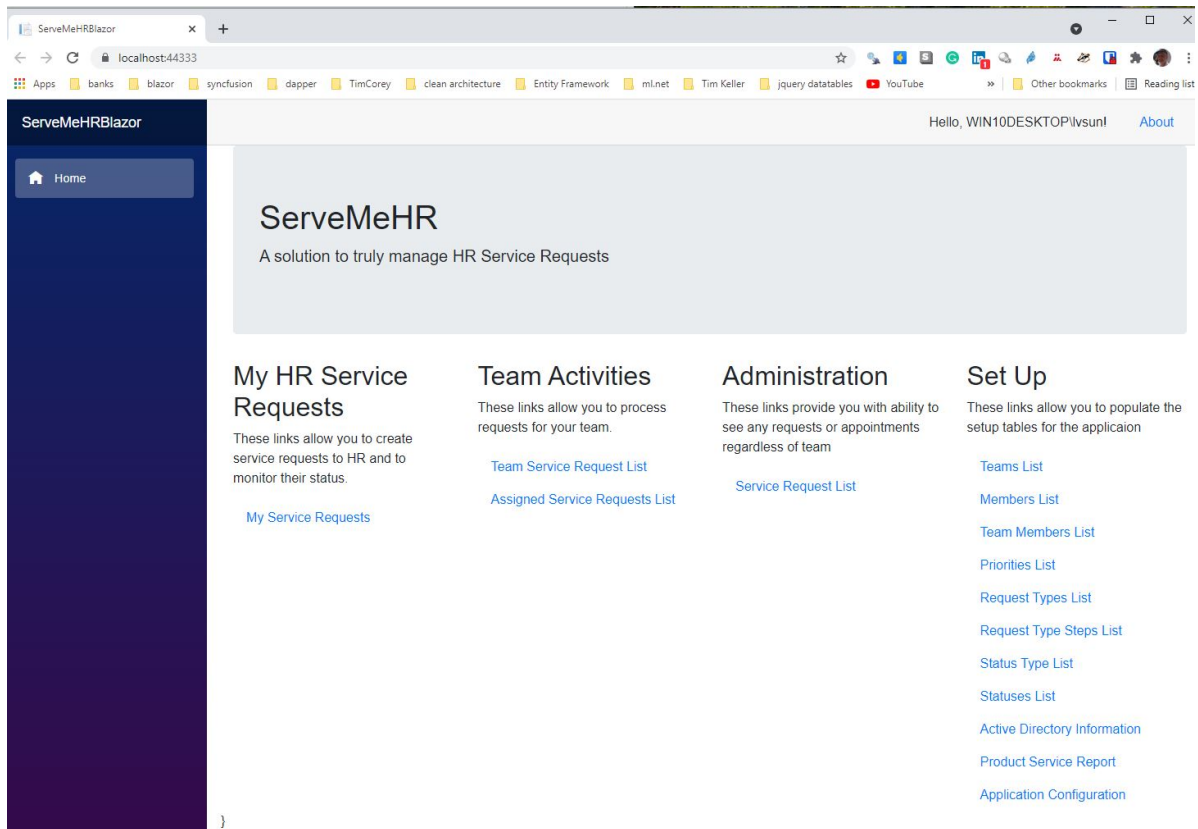 ServeMeHRBlazor
localhost:44333
Apps banks blazor syncfusion dapper TimCorey clean architecture Entity Framework ml.net Tim Keller jquery datatables YouTube » Other bookmarks Reading list
ServeMeHRBlazor
Hello, WIN10DESKTOP\lvsun! About
Home
ServeMeHR
A solution to truly manage HR Service Requests
My HR Service
Requests
These links allow you to create
service requests to HR and to
monitor their status.
My Service Requests
Team Activities
These links allow you to process
requests for your team.
Team Service Request List
Assigned Service Requests List
Administration
These links provide you with ability to
see any requests or appointments
regardless of team
Service Request List
Set Up
These links allow you to populate the
setup tables for the applicaion
Teams List
Members List
Team Members List
Priorities List
Request Types List
Request Type Steps List
Status Type List
Statuses List
Active Directory Information
Product Service Report
Application Configuration
}